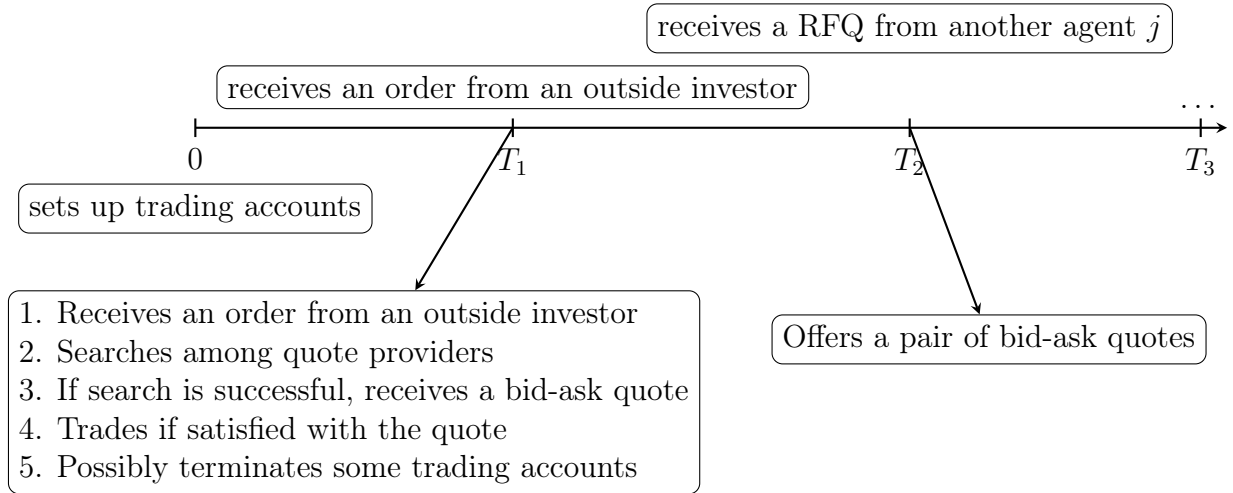 receives a RFQ from another agent j
receives an order from an outside investor
...
0
T1
T2
T3
sets up trading accounts
1. Receives an order from an outside investor
2. Searches among quote providers
3. If search is successful, receives a bid-ask quote
4. Trades if satisfied with the quote
5. Possibly terminates some trading accounts
Offers a pair of bid-ask quotes